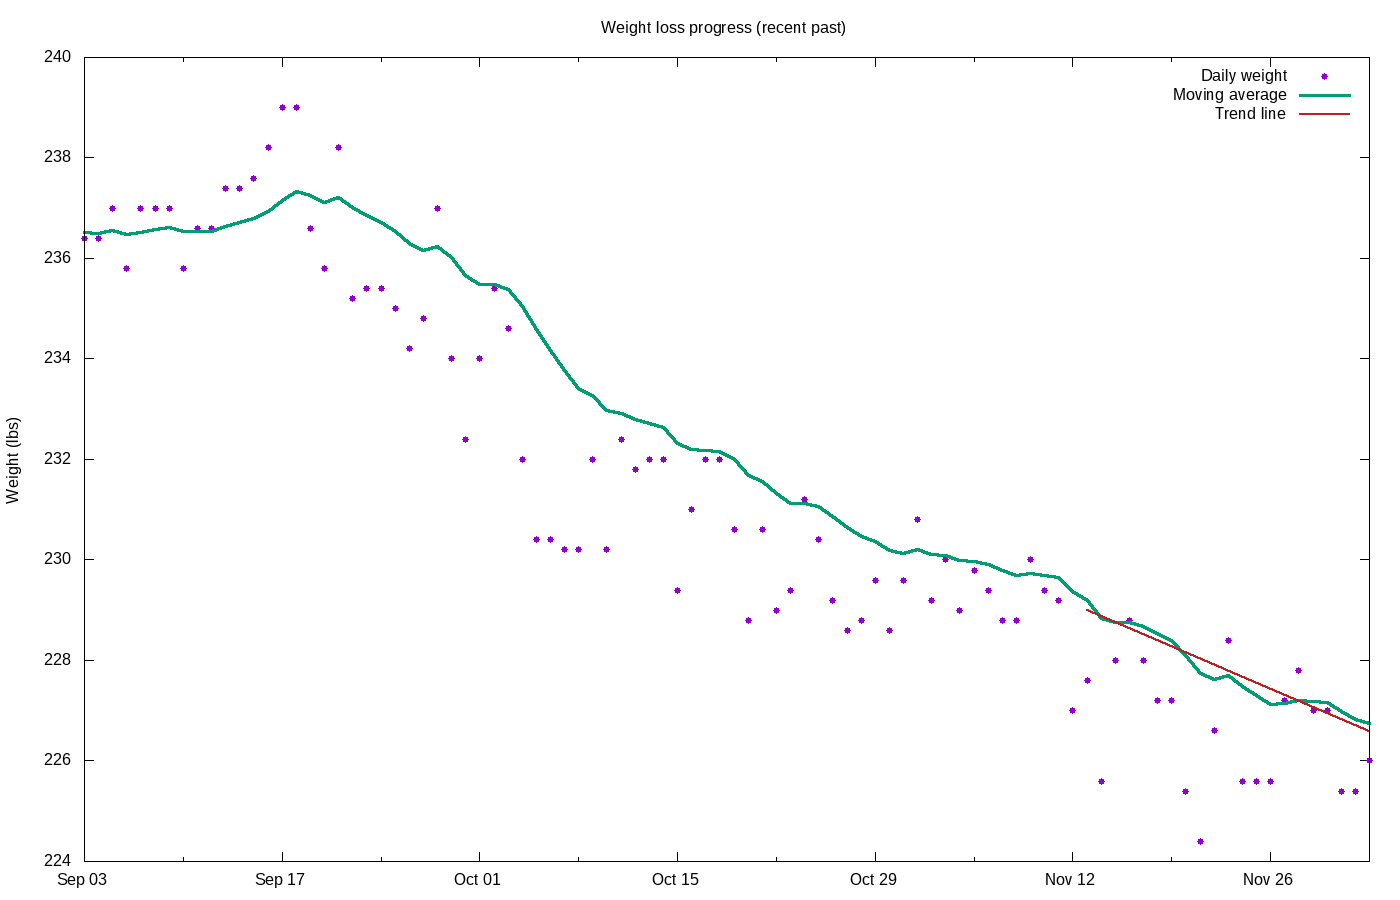 Weight loss progress (recent past)
240
238
236
234
232
230
228
226
224
Weight (lbs)
Daily weight
Moving average
Trend line
Sep 03
Sep 17
Oct 01
Oct 15
Oct 29
Nov 12
Nov 26